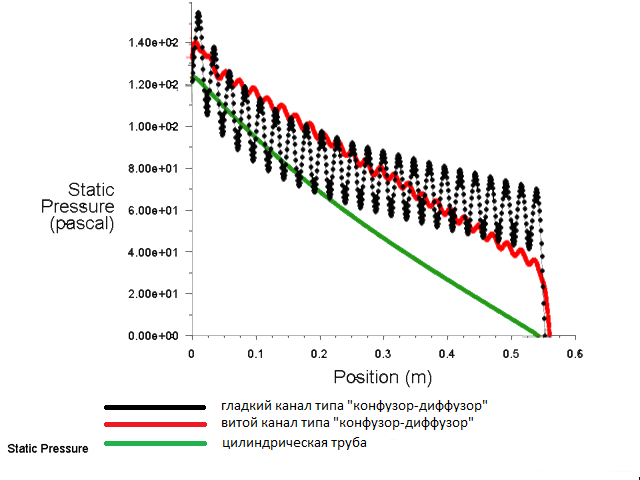 1.40e+02
1.20e+02
1.00e+02
8.00e+01
6.00e+01
4.00e+01
2.00e+01
0.00e+00
Static
Pressure
(pascal)
0 0.1 0.2 0.3 0.4 0.5 0.6
Position (m)
гладкий канал типа "конфузор-диффузор"
витой канал типа "конфузор-диффузор"
цилиндрическая труба
Static Pressure